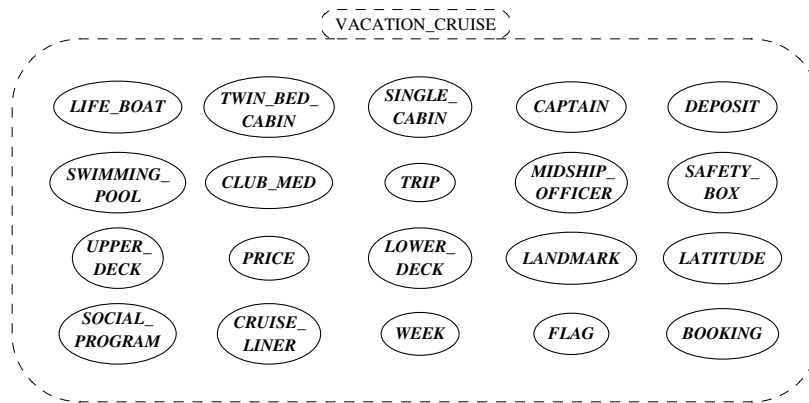 VACATION_CRUISE
LIFE_BOAT
TWIN_BED_
CABIN
SINGLE_
CABIN
CAPTAIN
DEPOSIT
SWIMMING_
POOL
CLUB_MED
TRIP
MIDSHIP_
OFFICER
SAFETY_
BOX
UPPER_
DECK
PRICE
LOWER_
DECK
LANDMARK
LATITUDE
SOCIAL_
PROGRAM
CRUISE_
LINER
WEEK
FLAG
BOOKING